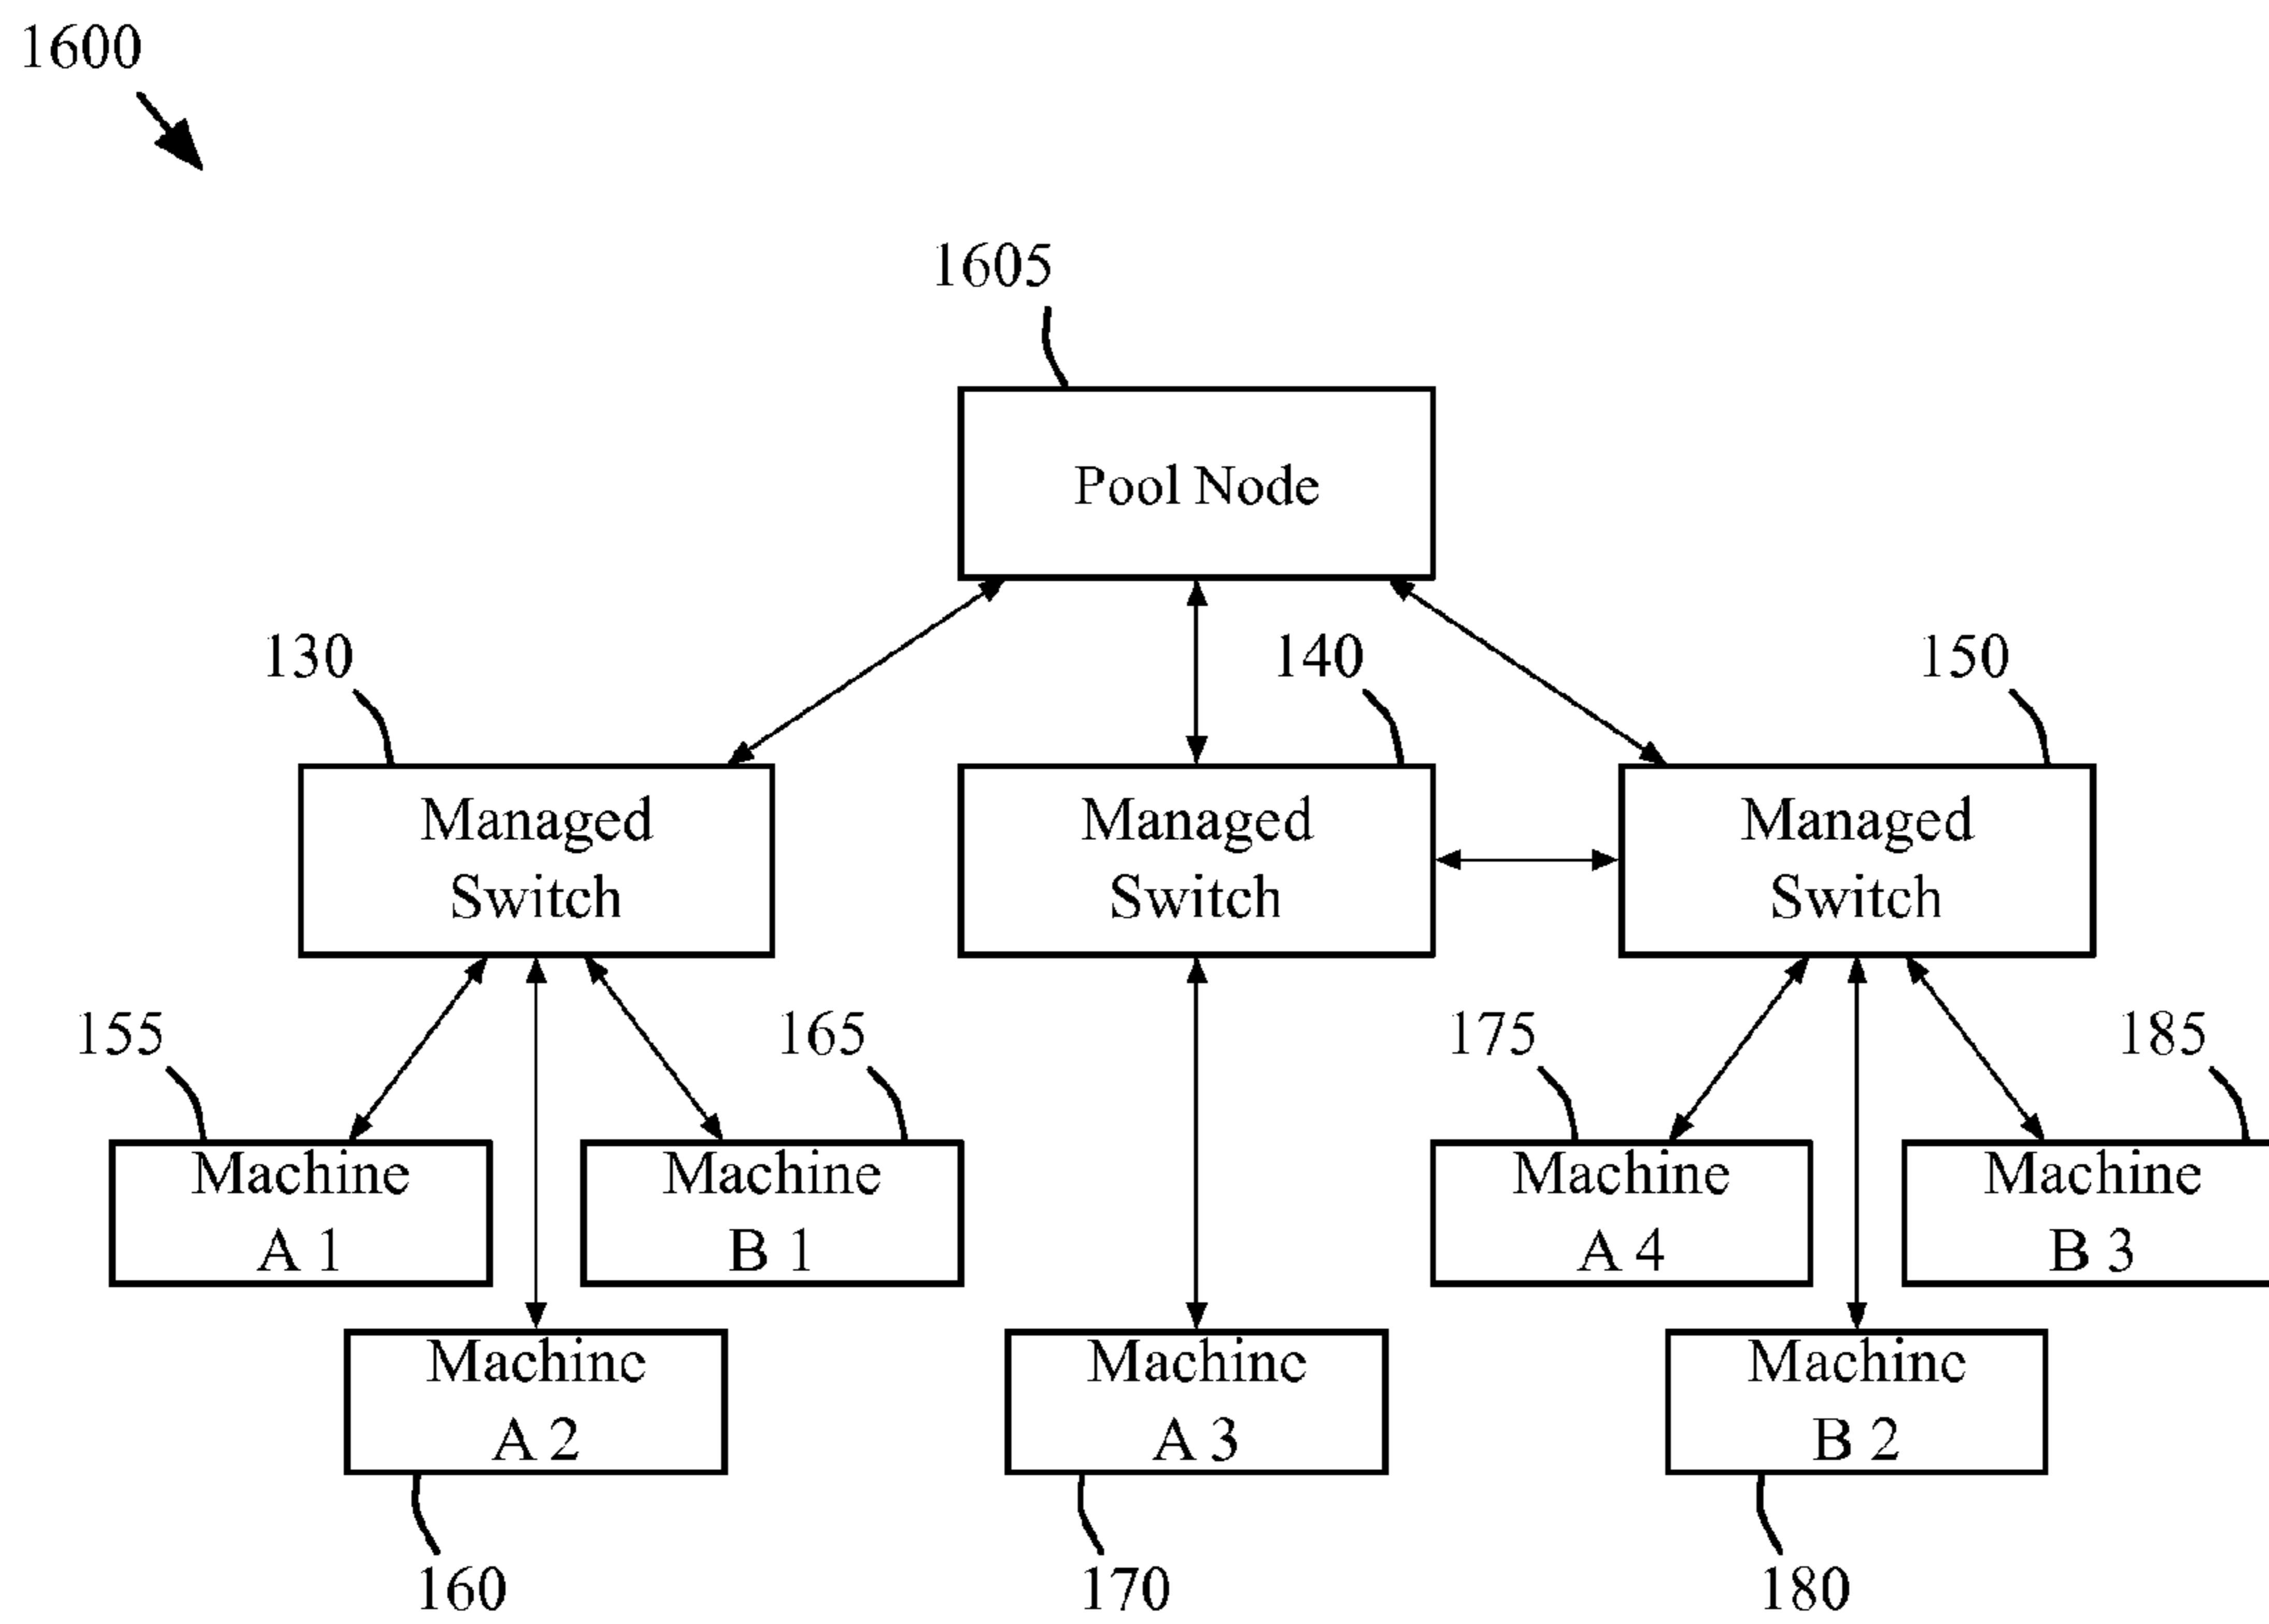 1600
1605
Pool Node
130
140
150
Managed
Switch
Managed
Switch
Managed
Switch
155
165
175
185
Machine
A 1
Machine
B 1
Machine
A 4
Machine
B 3
Machine
A 2
Machine
A 3
Machine
B 2
160
170
180